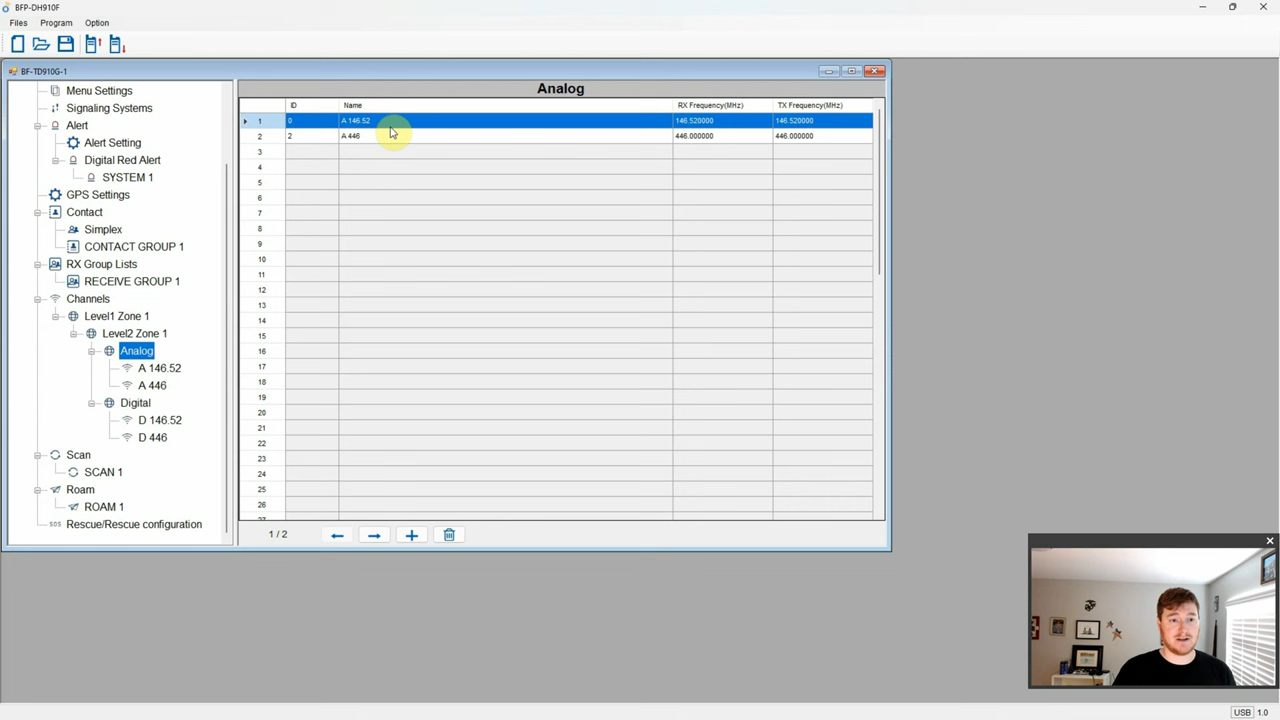 BFP-DH910F
Files Program Option
BF-TD910G-1
Menu Settings
Signaling Systems
Alert
Alert Setting
Digital Red Alert
SYSTEM 1
GPS Settings
Contact
Simplex
CONTACT GROUP 1
RX Group Lists
RECEIVE GROUP 1
Channels
Level1 Zone 1
Level2 Zone 1
Analog
A 146.52
A 446
Digital
D 146.52
D 446
Scan
SCAN 1
Roam
ROAM 1
SOS Rescue/Rescue configuration
Analog
ID Name RX Frequency(MHz) TX Frequency(MHz)
1 0 A 146.52 146.520000 146.520000
2 2 A 446 446.000000 446.000000
3
4
5
6
7
8
9
10
11
12
13
14
15
16
17
18
19
20
21
22
23
24
25
26
27
1 / 2
USB 1.0